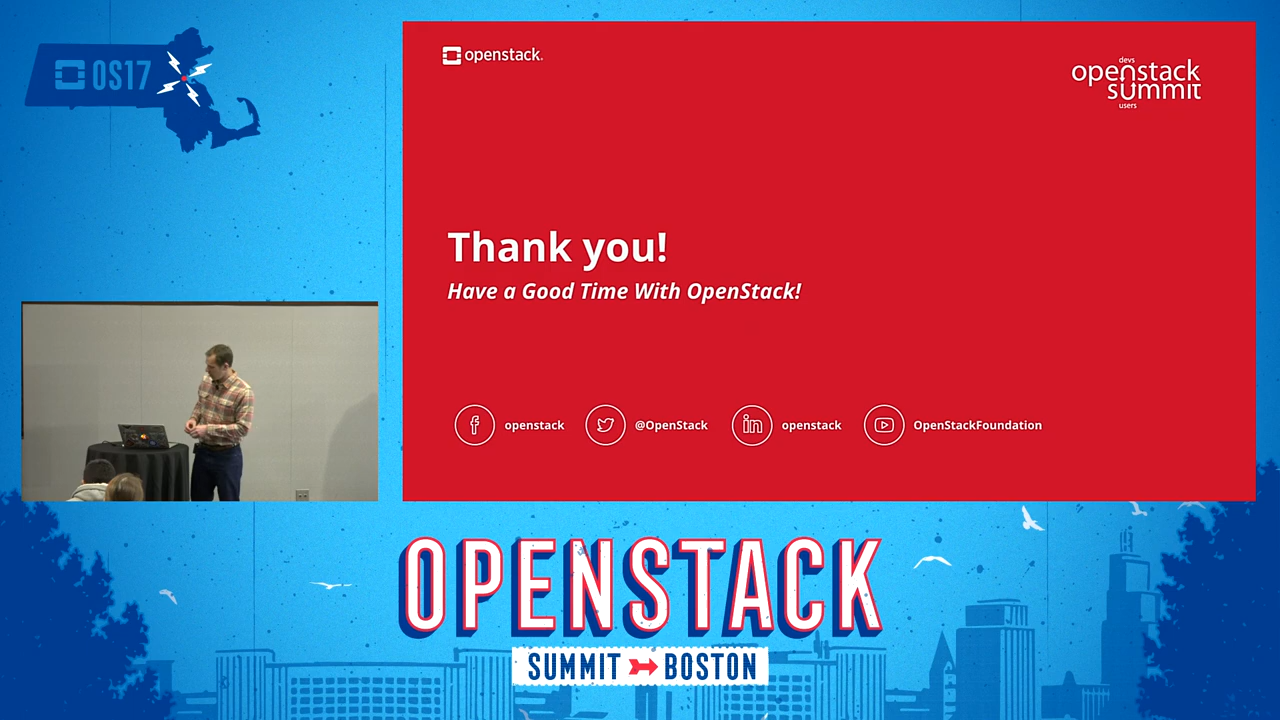 OS17
openstack.
devs
openstack
summit
users
Thank you!
Have a Good Time With OpenStack!
openstack
@OpenStack
openstack
OpenStackFoundation
OPENSTACK
SUMMIT BOSTON